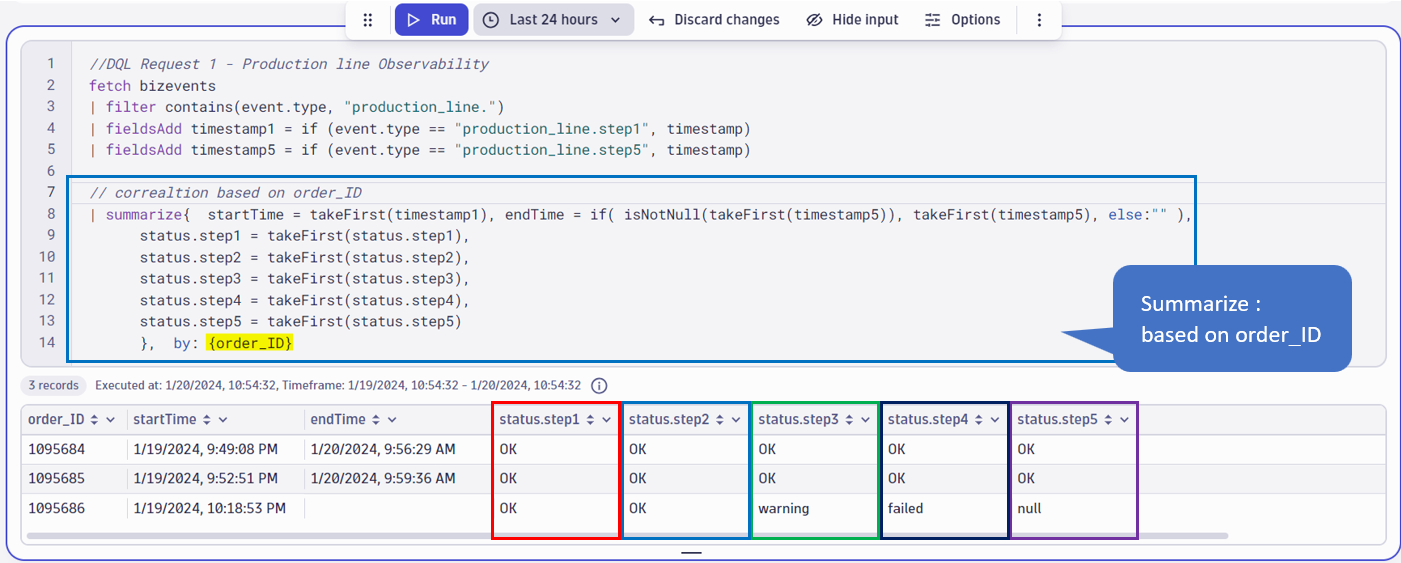 Run Last 24 hours Discard changes Hide input Options
1 //DQL Request 1 - Production line Observability
2 fetch bizevents
3 | filter contains(event.type, "production_line.")
4 | fieldsAdd timestamp1 = if (event.type == "production_line.step1", timestamp)
5 | fieldsAdd timestamp5 = if (event.type == "production_line.step5", timestamp)
6
7 // correaltion based on order_ID
8 | summarize{ startTime = takeFirst(timestamp1), endTime = if( isNotNull(takeFirst(timestamp5)), takeFirst(timestamp5), else:"" ),
9 status.step1 = takeFirst(status.step1),
10 status.step2 = takeFirst(status.step2),
11 status.step3 = takeFirst(status.step3),
12 status.step4 = takeFirst(status.step4),
13 status.step5 = takeFirst(status.step5)
14 }, by: {order_ID}
Summarize :
based on order_ID
3 records Executed at: 1/20/2024, 10:54:32, Timeframe: 1/19/2024, 10:54:32 - 1/20/2024, 10:54:32
order_ID startTime endTime status.step1 status.step2 status.step3 status.step4 status.step5
1095684 1/19/2024, 9:49:08 PM 1/20/2024, 9:56:29 AM OK OK OK OK OK
1095685 1/19/2024, 9:52:51 PM 1/20/2024, 9:59:36 AM OK OK OK OK OK
1095686 1/19/2024, 10:18:53 PM OK OK warning failed null